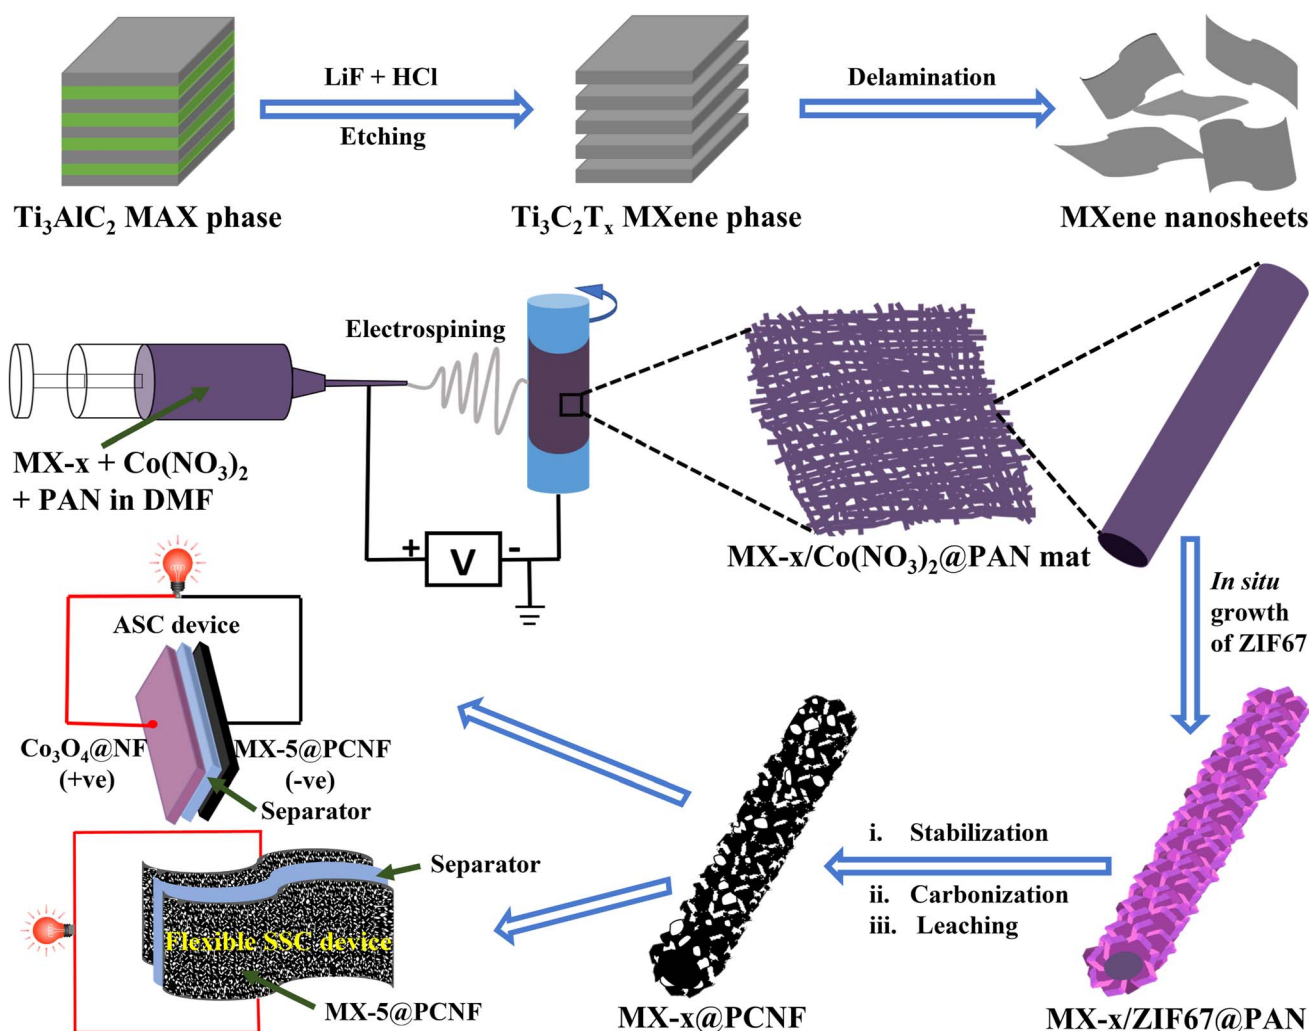 LiF + HCl
Etching
Delamination
Ti₃AlC₂ MAX phase
Ti₃C₂Tₓ MXene phase
MXene nanosheets
Electrospining
MX-x + Co(NO₃)₂
+ PAN in DMF
+
V
-
MX-x/Co(NO₃)₂@PAN mat
In situ
growth
of ZIF67
ASC device
Co₃O₄@NF
(+ve)
MX-5@PCNF
(-ve)
Separator
Separator
Flexible SSC device
MX-5@PCNF
MX-x@PCNF
i. Stabilization
ii. Carbonization
iii. Leaching
MX-x/ZIF67@PAN